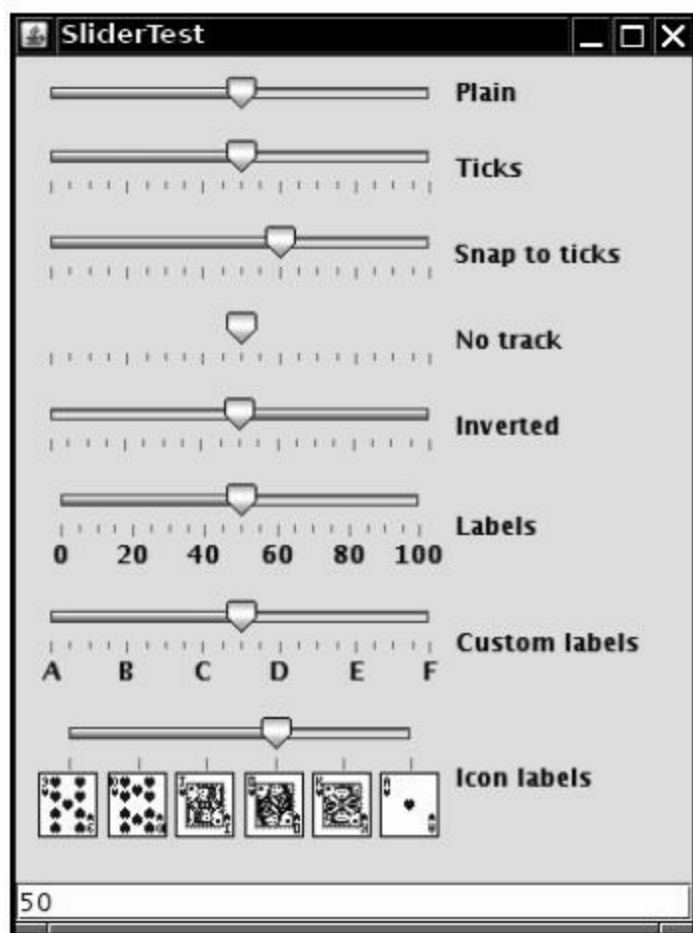 SliderTest
Plain
Ticks
Snap to ticks
No track
Inverted
Labels
0 20 40 60 80 100
Custom labels
A B C D E F
Icon labels
50